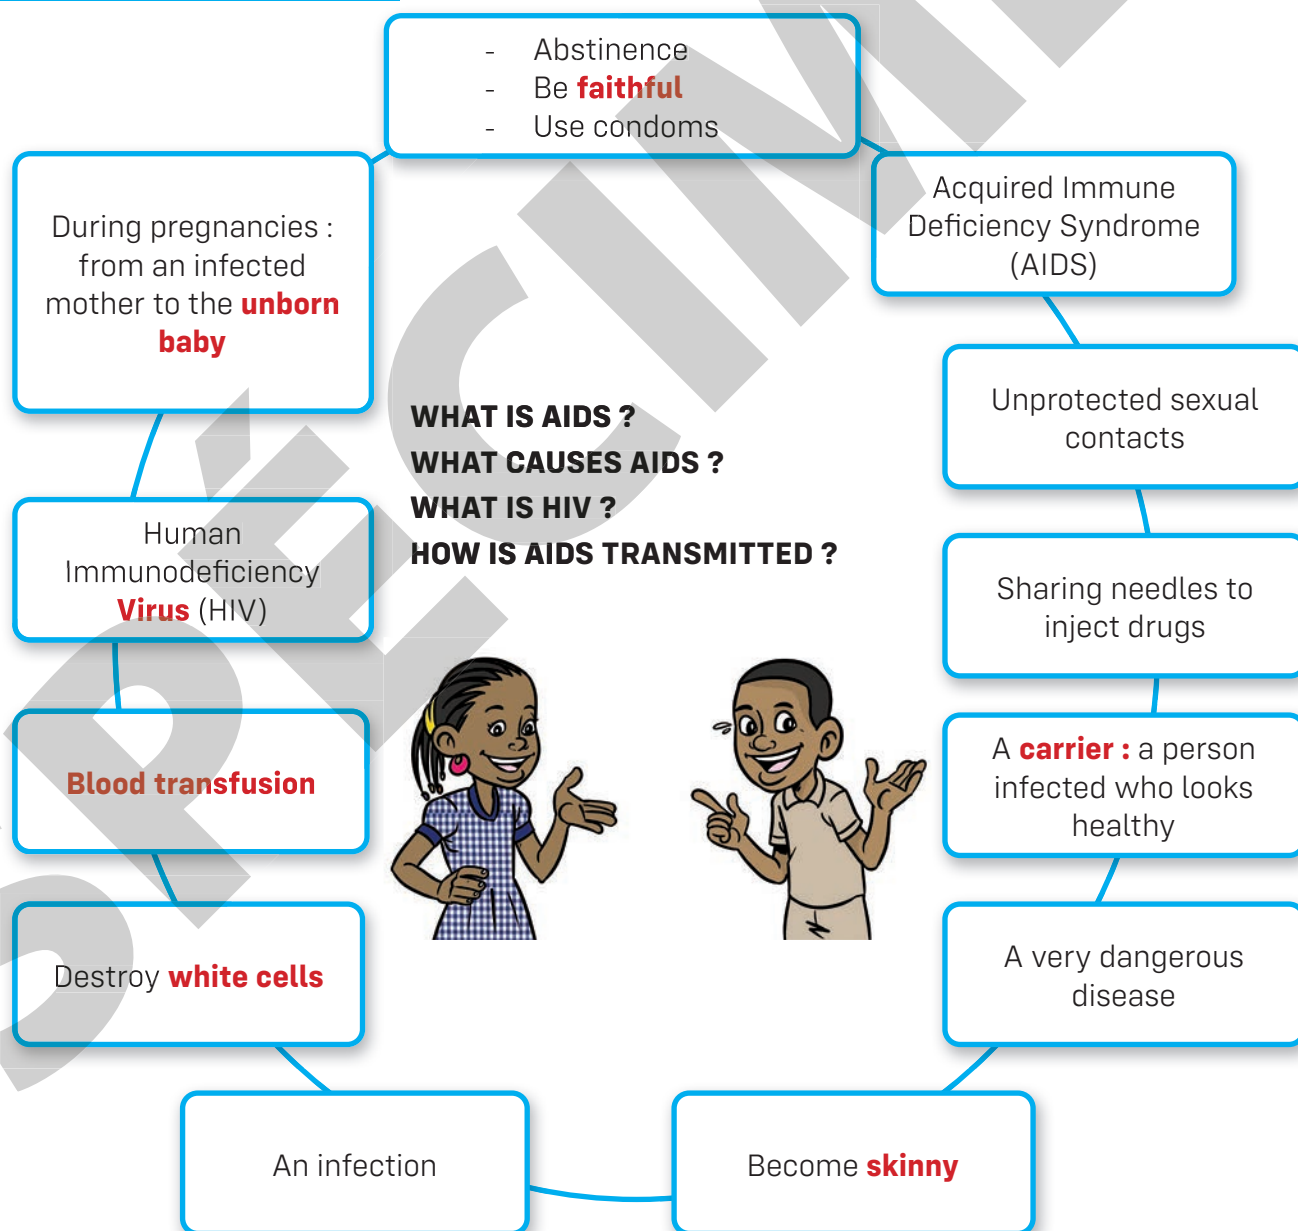 - Abstinence
- Be faithful
- Use condoms
During pregnancies :
from an infected
mother to the unborn
baby
Acquired Immune
Deficiency Syndrome
(AIDS)
Unprotected sexual
contacts
WHAT IS AIDS ?
WHAT CAUSES AIDS ?
WHAT IS HIV ?
HOW IS AIDS TRANSMITTED ?
Human
Immunodeficiency
Virus (HIV)
Sharing needles to
inject drugs
Blood transfusion
A carrier : a person
infected who looks
healthy
Destroy white cells
A very dangerous
disease
An infection
Become skinny
SPÉCIME